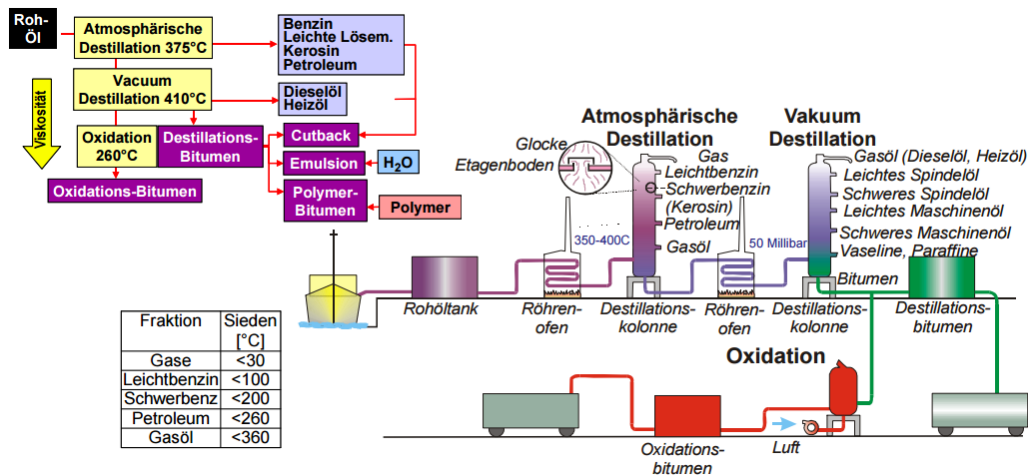 Roh-
Öl
Atmosphärische
Destillation 375°C
Benzin
Leichte Lösem.
Kerosin
Petroleum
Viskosität
Vacuum
Destillation 410°C
Dieselöl
Heizöl
Oxidation
260°C
Destillations-
Bitumen
Cutback
Emulsion
H2O
Oxidations-Bitumen
Polymer-
Bitumen
Polymer
Atmosphärische
Destillation
Glocke
Etagenboden
Gas
Leichtbenzin
Schwerbenzin
(Kerosin)
Petroleum
Gasöl
350-400C
Vakuum
Destillation
Gasöl (Dieselöl, Heizöl)
Leichtes Spindelöl
Schweres Spindelöl
Leichtes Maschinenöl
Schweres Maschinenöl
Vaseline, Paraffine
50 Millibar
Bitumen
Rohöltank
Röhren-
ofen
Destillations-
kolonne
Röhren-
ofen
Destillations-
kolonne
Destillations-
bitumen
Fraktion Sieden
[°C]
Gase <30
Leichtbenzin <100
Schwerbenz <200
Petroleum <260
Gasöl <360
Oxidation
Luft
Oxidations-
bitumen